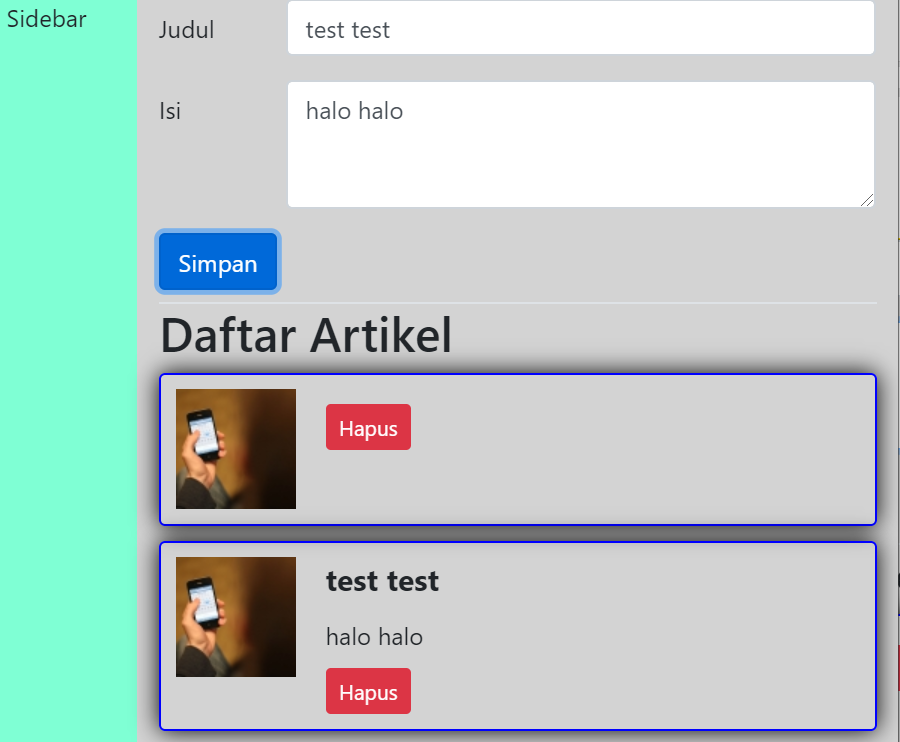 Sidebar
Judul
test test
Isi
halo halo
Simpan
Daftar Artikel
Hapus
test test
halo halo
Hapus